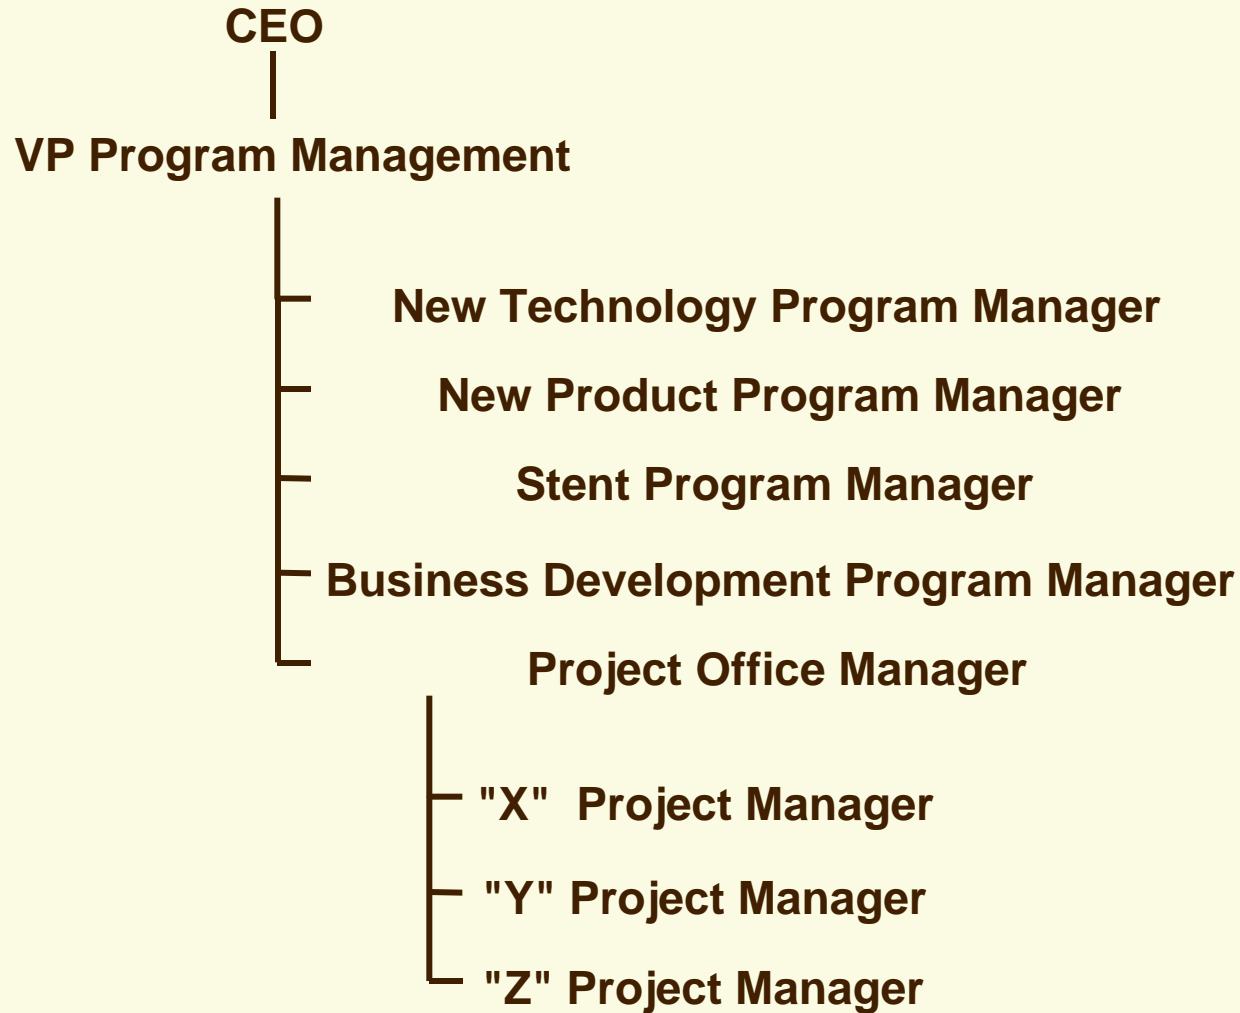 CEO
VP Program Management
New Technology Program Manager
New Product Program Manager
Stent Program Manager
Business Development Program Manager
Project Office Manager
"X"  Project Manager
"Y" Project Manager
"Z" Project Manager